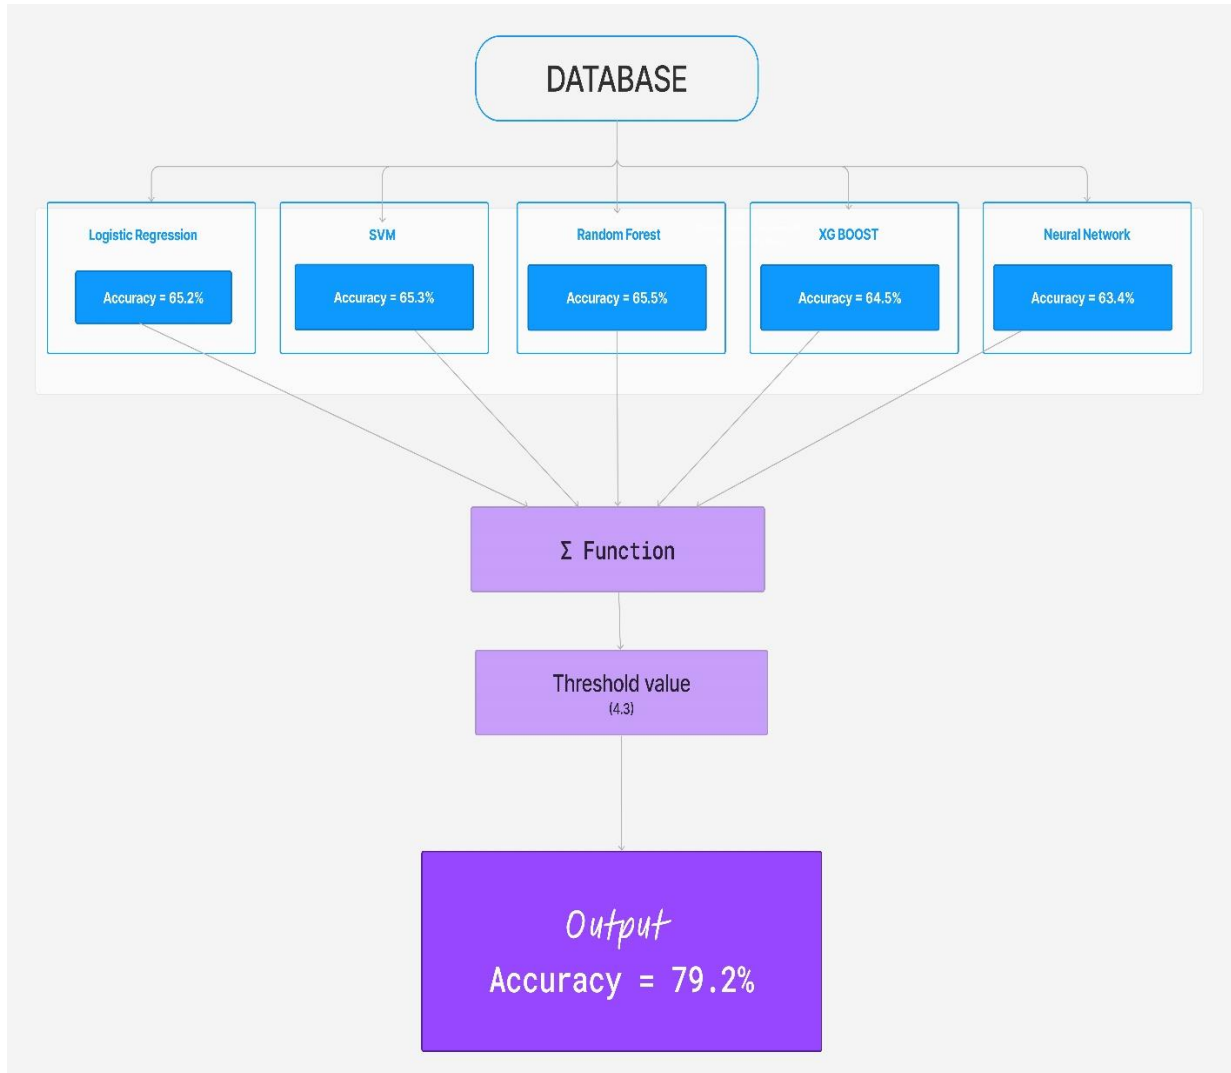 DATABASE
Logistic Regression
SVM
Random Forest
XG BOOST
Neural Network
Accuracy = 65.2%
Accuracy = 65.3%
Accuracy = 65.5%
Accuracy = 64.5%
Accuracy = 63.4%
Σ Function
Threshold value
(4.3)
Output
Accuracy = 79.2%